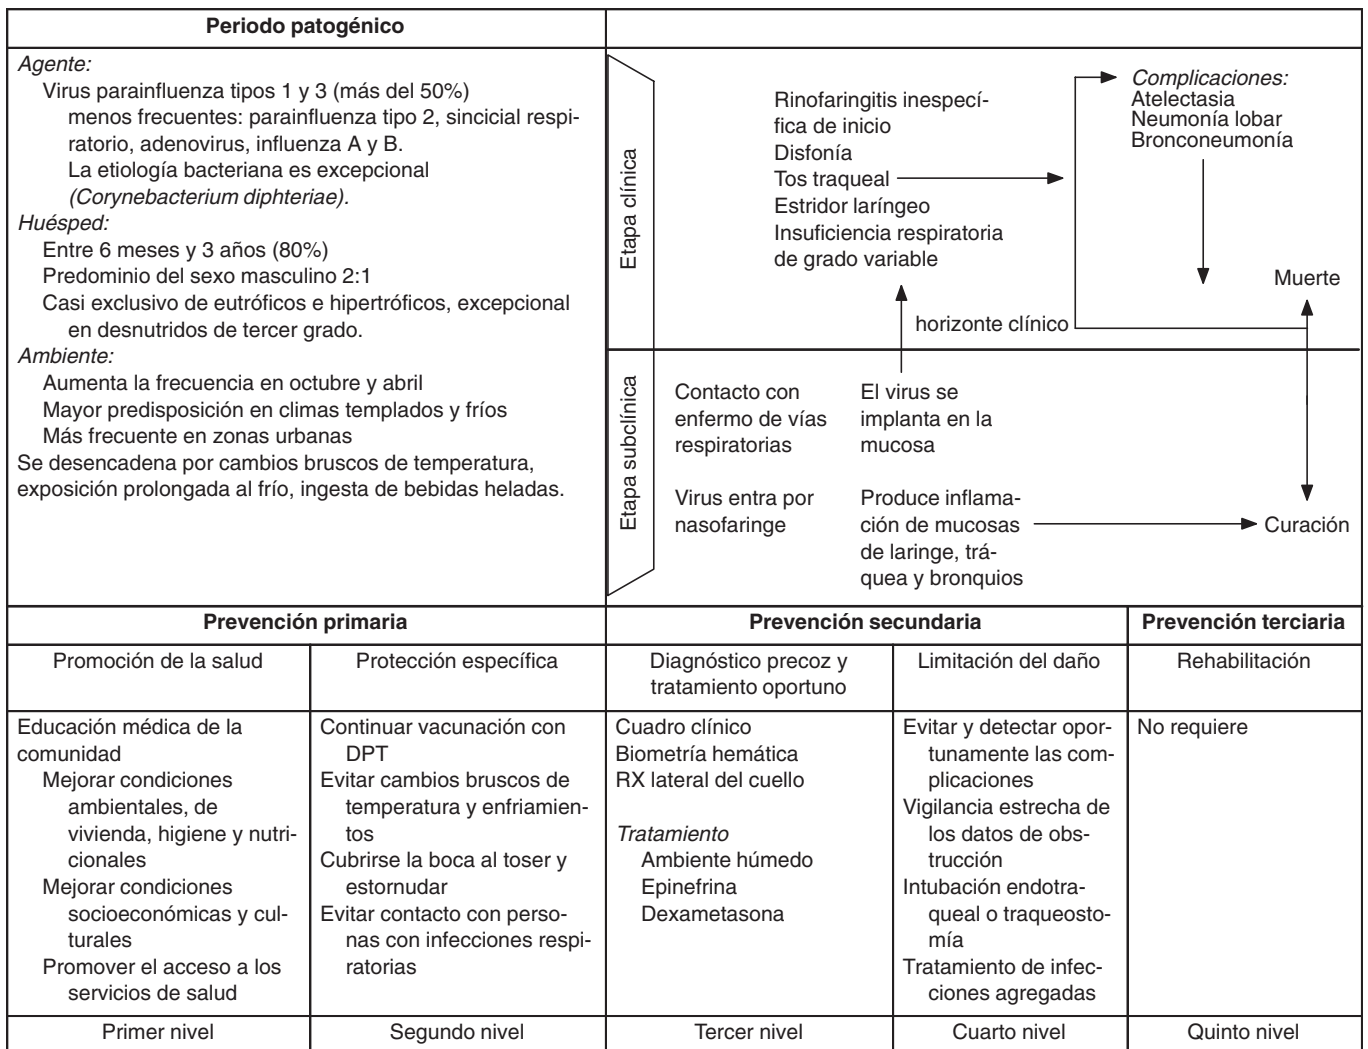 Periodo patogénico
Agente:
Virus parainfluenza tipos 1 y 3 (más del 50%)
menos frecuentes: parainfluenza tipo 2, sincicial respi-
ratorio, adenovirus, influenza A y B.
La etiología bacteriana es excepcional
(Corynebacterium diphteriae).
Huésped:
Entre 6 meses y 3 años (80%)
Predominio del sexo masculino 2:1
Casi exclusivo de eutróficos e hipertróficos, excepcional
en desnutridos de tercer grado.
Ambiente:
Aumenta la frecuencia en octubre y abril
Mayor predisposición en climas templados y fríos
Más frecuente en zonas urbanas
Se desencadena por cambios bruscos de temperatura,
exposición prolongada al frío, ingesta de bebidas heladas.
Etapa clínica
Rinofaringitis inespecí-
fica de inicio
Disfonía
Tos traqueal
Estridor laríngeo
Insuficiencia respiratoria
de grado variable
Complicaciones:
Atelectasia
Neumonía lobar
Bronconeumonía
Muerte
horizonte clínico
Etapa subclínica
Contacto con
enfermo de vías
respiratorias
Virus entra por
nasofaringe
El virus se
implanta en la
mucosa
Produce inflama-
ción de mucosas
de laringe, trá-
quea y bronquios
Curación
Prevención primaria
Prevención secundaria
Prevención terciaria
Promoción de la salud
Protección específica
Diagnóstico precoz y
tratamiento oportuno
Limitación del daño
Rehabilitación
Educación médica de la
comunidad
Mejorar condiciones
ambientales, de
vivienda, higiene y nutri-
cionales
Mejorar condiciones
socioeconómicas y cul-
turales
Promover el acceso a los
servicios de salud
Continuar vacunación con
DPT
Evitar cambios bruscos de
temperatura y enfriamien-
tos
Cubrirse la boca al toser y
estornudar
Evitar contacto con perso-
nas con infecciones respi-
ratorias
Cuadro clínico
Biometría hemática
RX lateral del cuello
Tratamiento
Ambiente húmedo
Epinefrina
Dexametasona
Evitar y detectar opor-
tunamente las com-
plicaciones
Vigilancia estrecha de
los datos de obs-
trucción
Intubación endotra-
queal o traqueosto-
mía
Tratamiento de infec-
ciones agregadas
No requiere
Primer nivel
Segundo nivel
Tercer nivel
Cuarto nivel
Quinto nivel